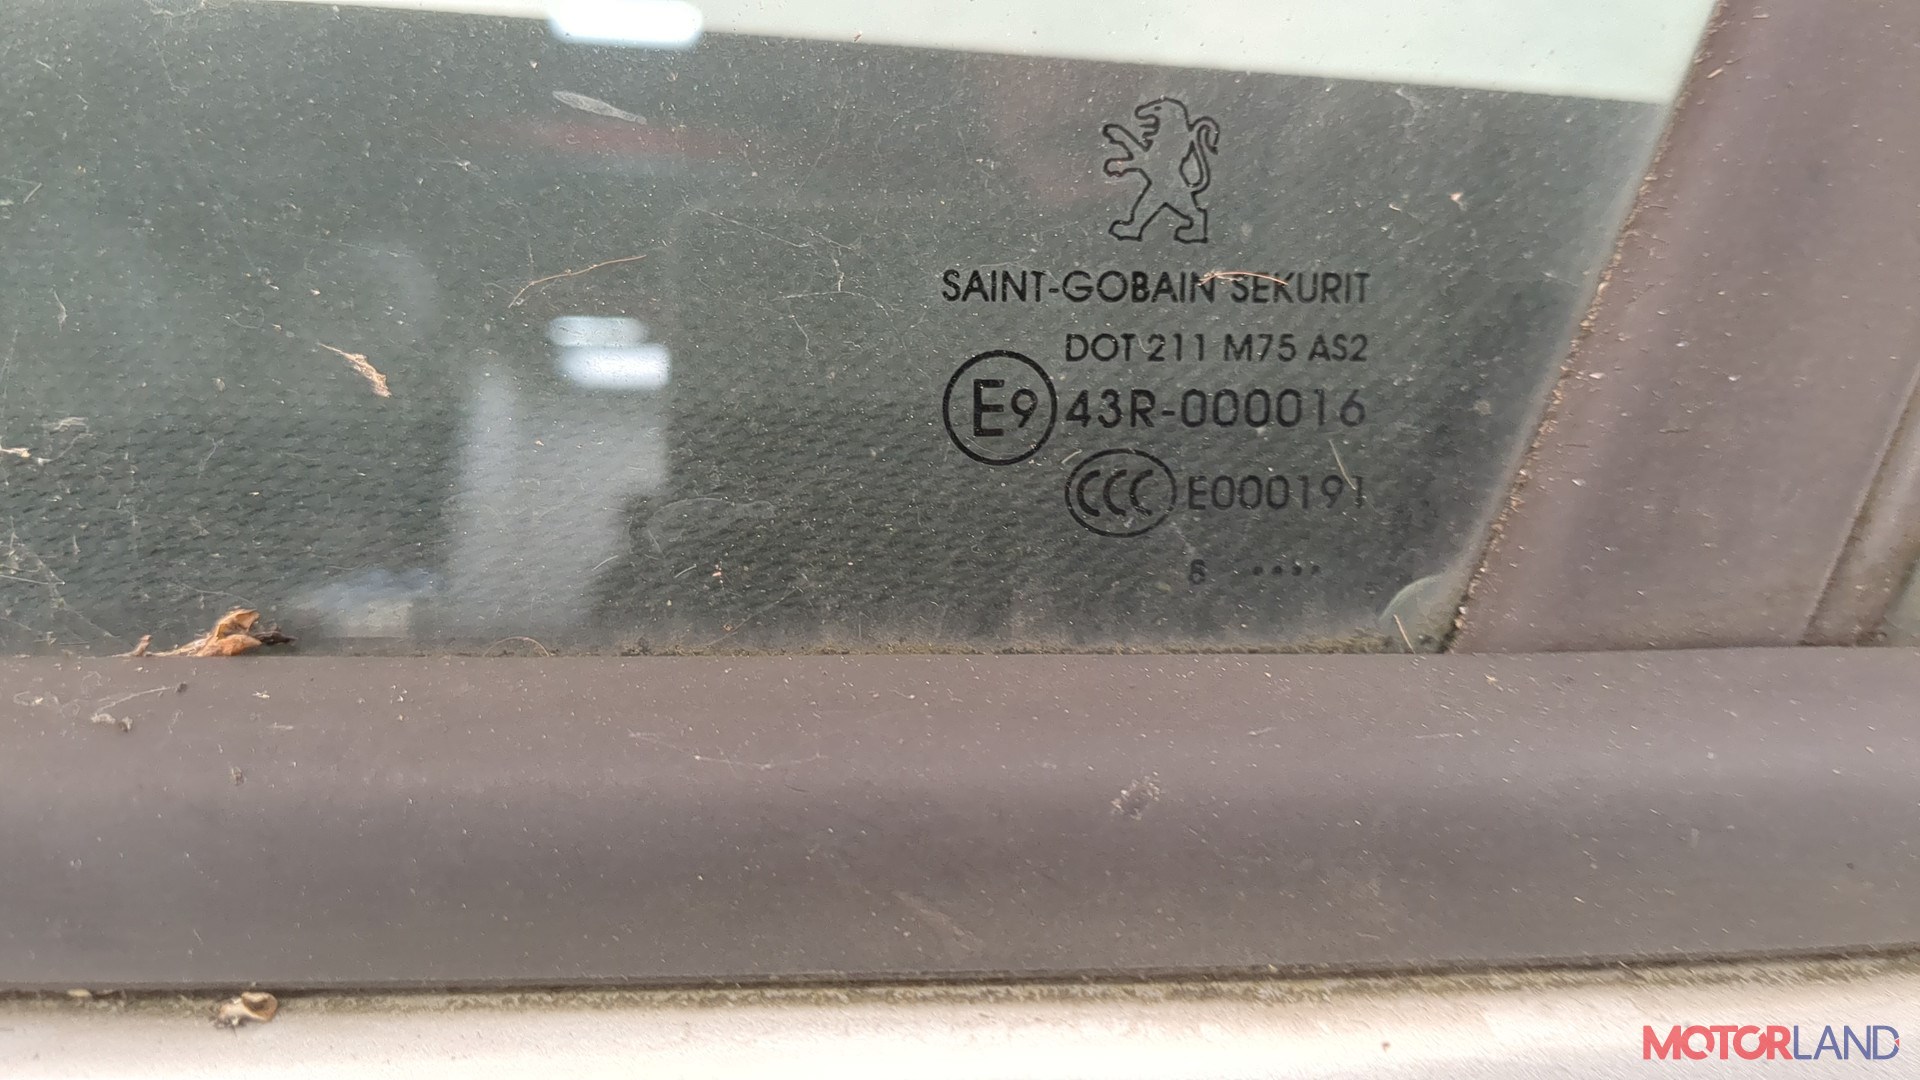 SAINT-GOBAIN SEKURIT
DOT 211 M75 AS2
E9 43R-000016
CCC E000191
MOTORLAND